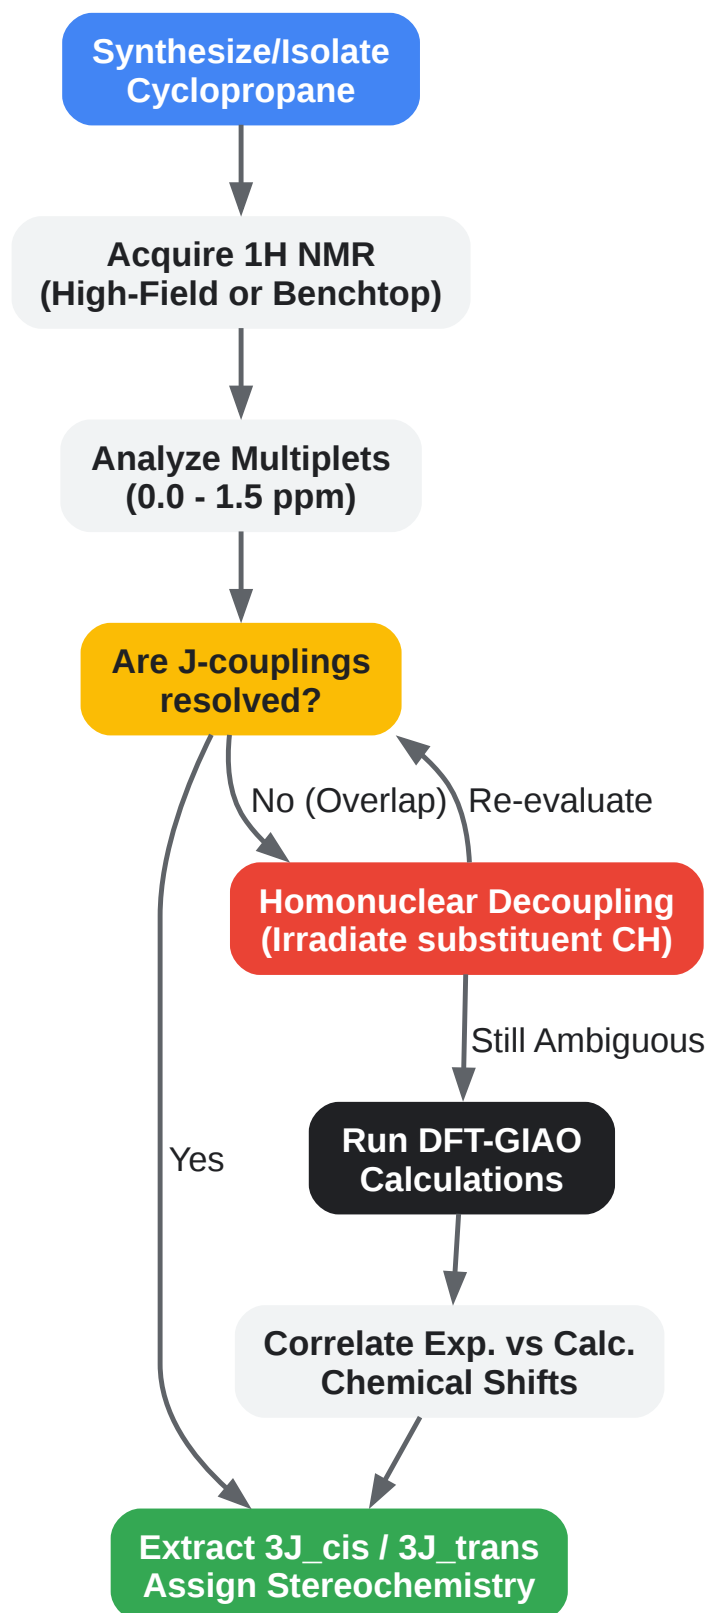 Synthesize/Isolate
Cyclopropane
Acquire 1H NMR
(High-Field or Benchtop)
Analyze Multiplets
(0.0 - 1.5 ppm)
Are J-couplings
resolved?
No (Overlap)
Re-evaluate
Homonuclear Decoupling
(Irradiate substituent CH)
Still Ambiguous
Run DFT-GIAO
Calculations
Yes
Correlate Exp. vs Calc.
Chemical Shifts
Extract 3J_cis / 3J_trans
Assign Stereochemistry